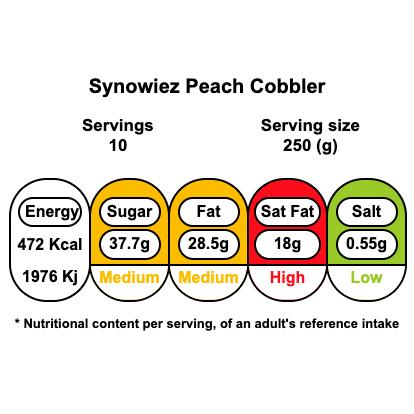 Synowiez Peach Cobbler
Servings Serving size
10 250 (g)
Energy Sugar Fat Sat Fat Salt
472 Kcal 37.7g 28.5g 18g 0.55g
1976 Kj Medium Medium High Low
* Nutritional content per serving, of an adult's reference intake